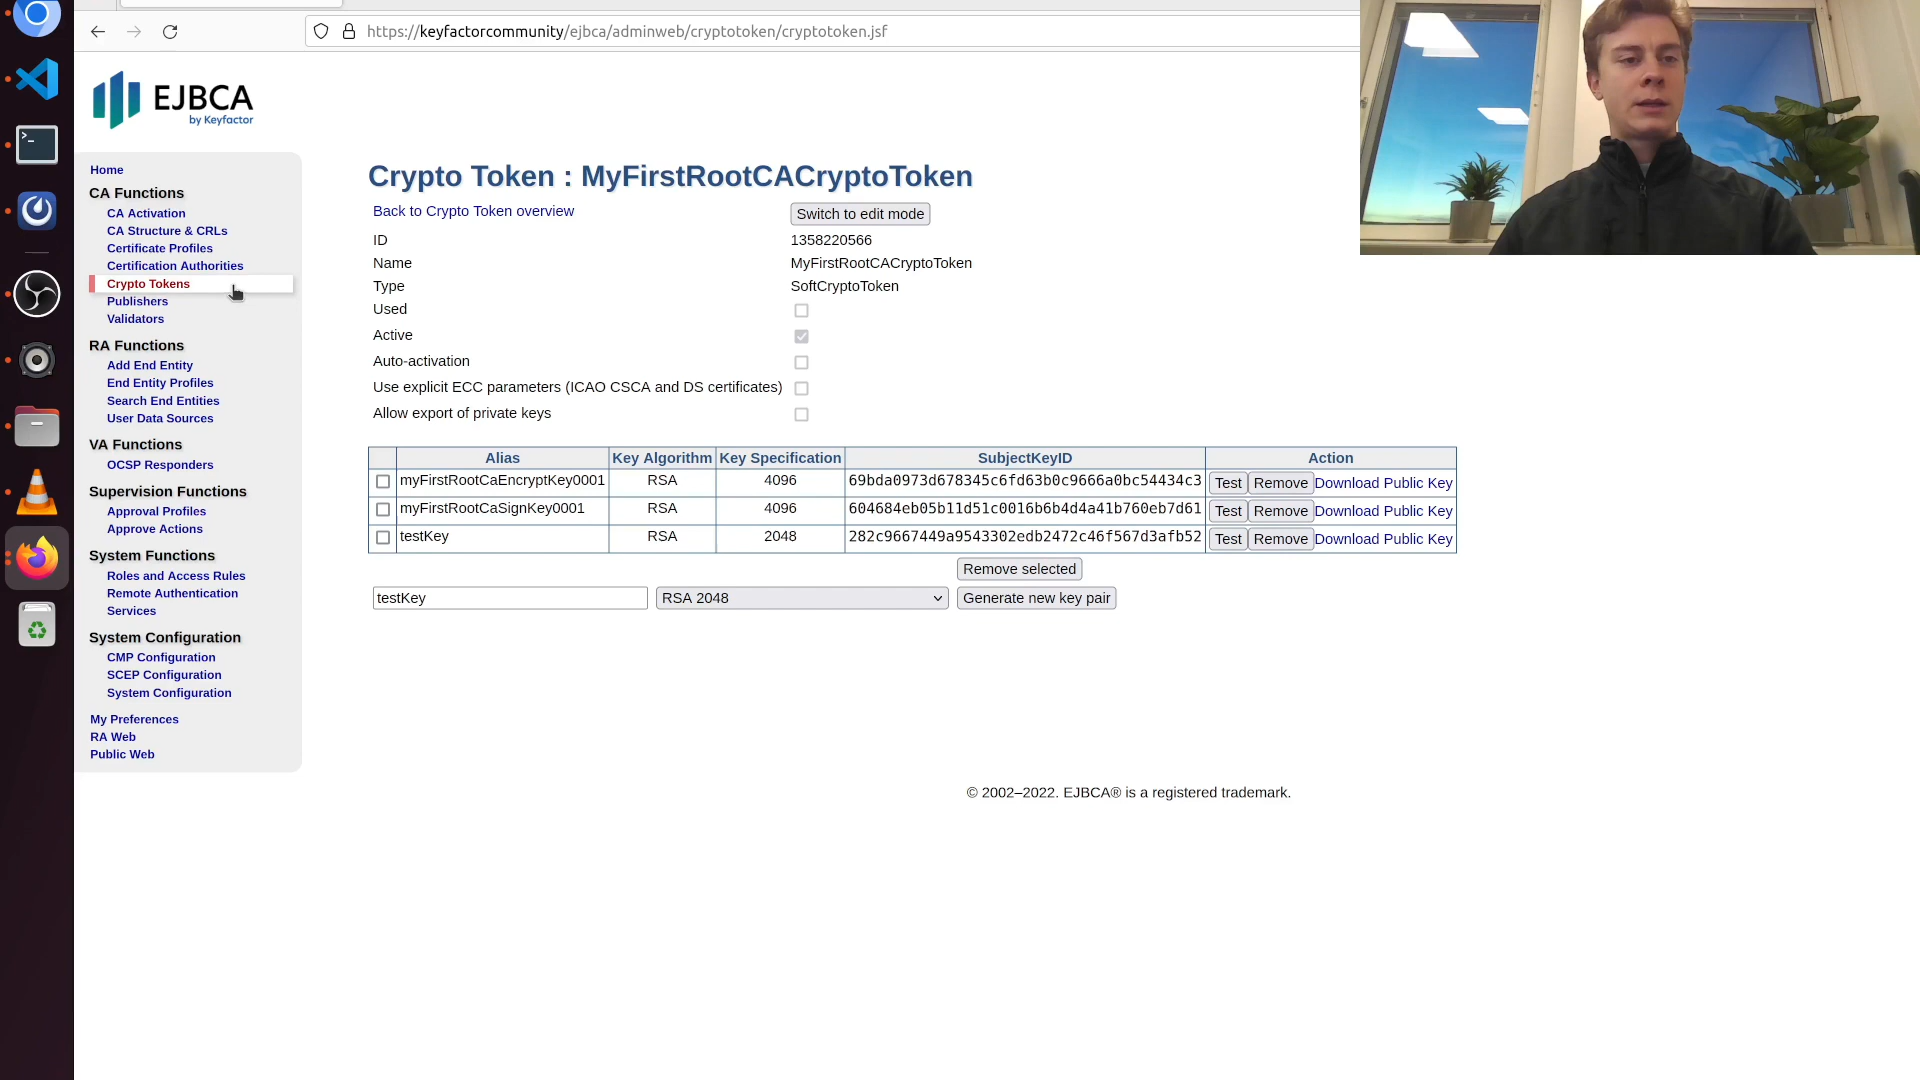 https://keyfactorcommunity/ejbca/adminweb/cryptotoken/cryptotoken.jsf
EJBCA
by Keyfactor
Home
CA Functions
CA Activation
CA Structure & CRLs
Certificate Profiles
Certification Authorities
Crypto Tokens
Publishers
Validators
RA Functions
Add End Entity
End Entity Profiles
Search End Entities
User Data Sources
VA Functions
OCSP Responders
Supervision Functions
Approval Profiles
Approve Actions
System Functions
Roles and Access Rules
Remote Authentication
Services
System Configuration
CMP Configuration
SCEP Configuration
System Configuration
My Preferences
RA Web
Public Web
Crypto Token : MyFirstRootCACryptoToken
Back to Crypto Token overview Switch to edit mode
ID 1358220566
Name MyFirstRootCACryptoToken
Type SoftCryptoToken
Used
Active
Auto-activation
Use explicit ECC parameters (ICAO CSCA and DS certificates)
Allow export of private keys
Alias Key Algorithm Key Specification SubjectKeyID Action
myFirstRootCaEncryptKey0001 RSA 4096 69bda0973d678345c6fd63b0c9666a0bc54434c3 Test Remove Download Public Key
myFirstRootCaSignKey0001 RSA 4096 604684eb05b11d51c0016b6b4d4a41b760eb7d61 Test Remove Download Public Key
testKey RSA 2048 282c9667449a9543302edb2472c46f567d3afb52 Test Remove Download Public Key
Remove selected
testKey RSA 2048 Generate new key pair
© 2002–2022. EJBCA® is a registered trademark.